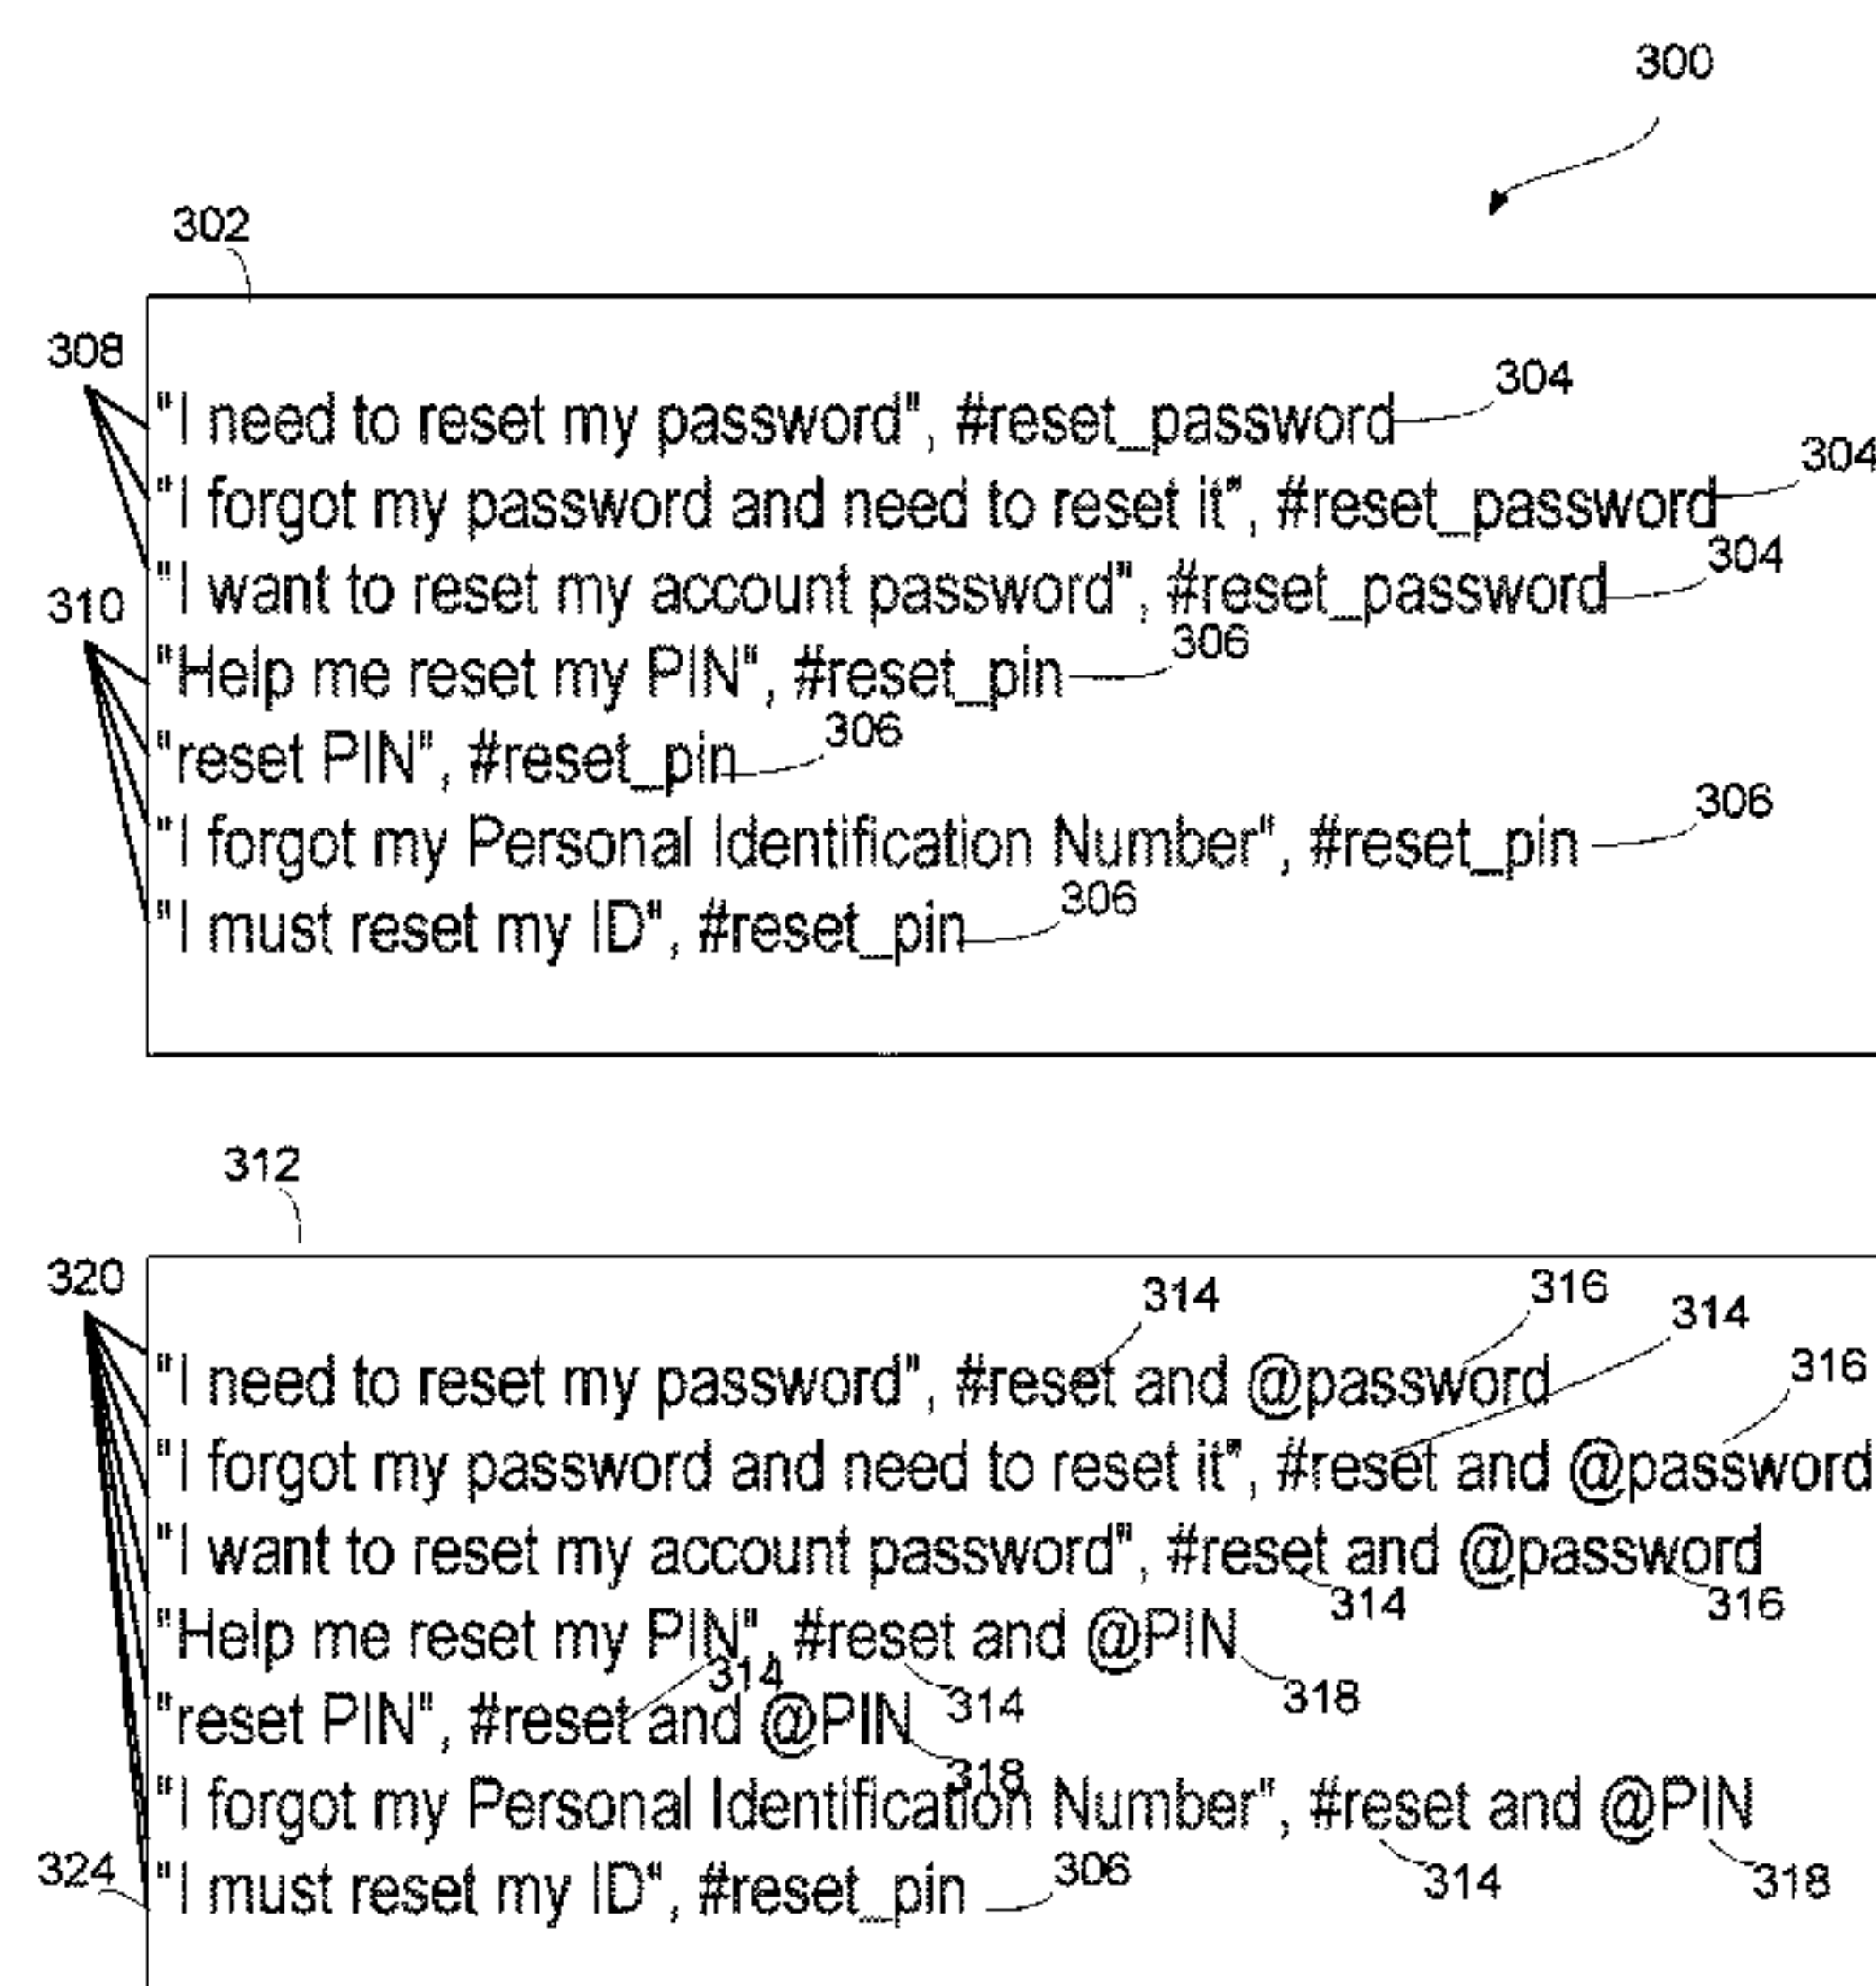 300
302
308
"I need to reset my password", #reset_password 304
"I forgot my password and need to reset it", #reset_password 304
"I want to reset my account password", #reset_password 304
310
"Help me reset my PIN", #reset_pin 306
"reset PIN", #reset_pin 306
"I forgot my Personal Identification Number", #reset_pin 306
"I must reset my ID", #reset_pin 306
312
320
314 316 314
"I need to reset my password", #reset and @password 316
"I forgot my password and need to reset it", #reset and @password
"I want to reset my account password", #reset and @password
314 316
"Help me reset my PIN", #reset and @PIN
314 314 318
"reset PIN", #reset and @PIN
318
"I forgot my Personal Identification Number", #reset and @PIN
324 306 314 318
"I must reset my ID", #reset_pin